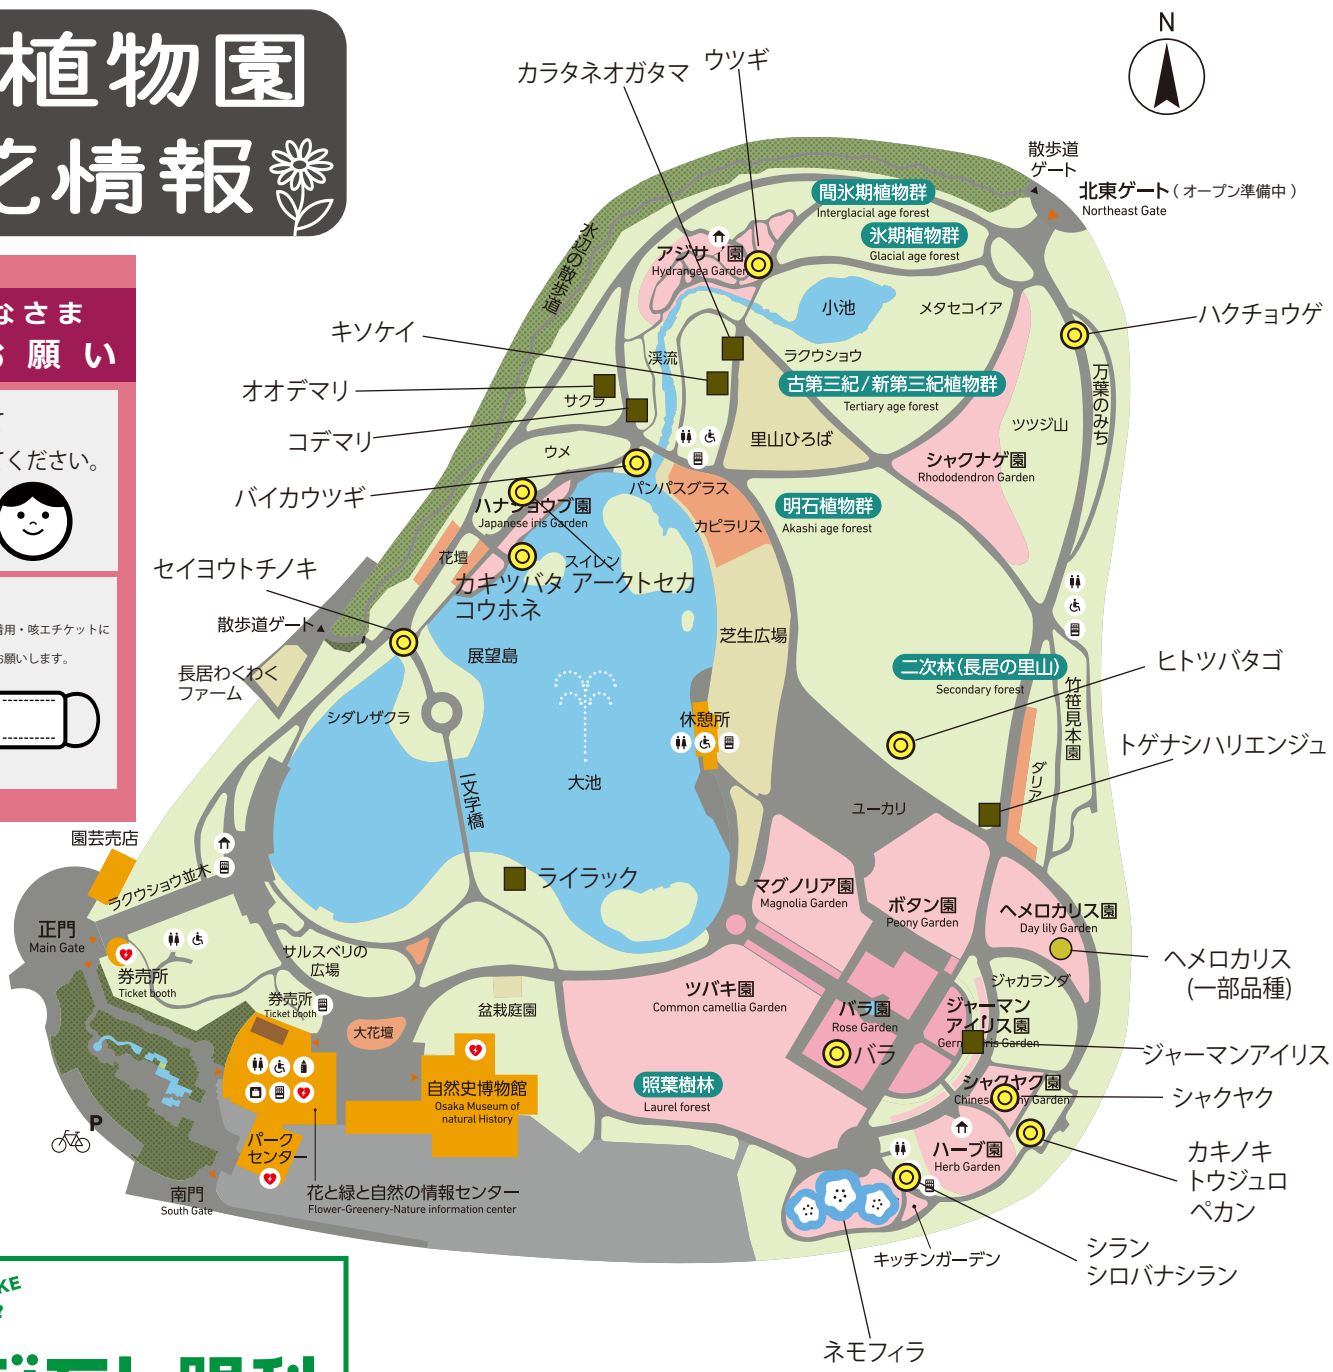 植物園
花情報
なさま
お願い
てください。
着用・咳エチケットに
お願いします。
N
カラタネオガタマ
ウツギ
散歩道
ゲート
北東ゲート(オープン準備中)
Northeast Gate
間氷期植物群
Interglacial age forest
氷期植物群
Glacial age forest
水辺の散歩道
アジサイ園
Hydrangea Garden
小池
メタセコイア
ハクチョウゲ
キソケイ
渓流
ラクウショウ
万葉のみち
オオデマリ
サクラ
古第三紀/新第三紀植物群
Tertiary age forest
コデマリ
ツツジ山
里山ひろば
ウメ
シャクナゲ園
Rhododendron Garden
バイカウツギ
パンパスグラス
ハナショウブ園
Japanese iris Garden
カピラリス
明石植物群
Akashi age forest
花壇
スイレン
セイヨウトチノキ
カキツバタ アークトセカ
コウホネ
散歩道ゲート
展望島
芝生広場
長居わくわく
ファーム
二次林(長居の里山)
Secondary forest
ヒトツバタゴ
竹笹見本園
シダレザクラ
休憩所
トゲナシハリエンジュ
大池
一文字橋
ダリア
ユーカリ
園芸売店
ラクウショウ並木
ライラック
マグノリア園
Magnolia Garden
ボタン園
Peony Garden
ヘメロカリス園
Day lily Garden
正門
Main Gate
券売所
Ticket booth
サルスベリの
広場
ヘメロカリス
(一部品種)
ジャカランダ
券売所
Ticket booth
盆栽庭園
ツバキ園
Common camellia Garden
バラ園
Rose Garden
ジャーマン
アイリス園
German iris Garden
大花壇
バラ
ジャーマンアイリス
自然史博物館
Osaka Museum of
natural History
照葉樹林
Laurel forest
シャクヤク園
Chinese peony Garden
シャクヤク
P
パーク
センター
ハーブ園
Herb Garden
カキノキ
トウジュロ
ペカン
南門
South Gate
花と緑と自然の情報センター
Flower-Greenery-Nature information center
キッチンガーデン
シラン
シロバナシラン
ネモフィラ